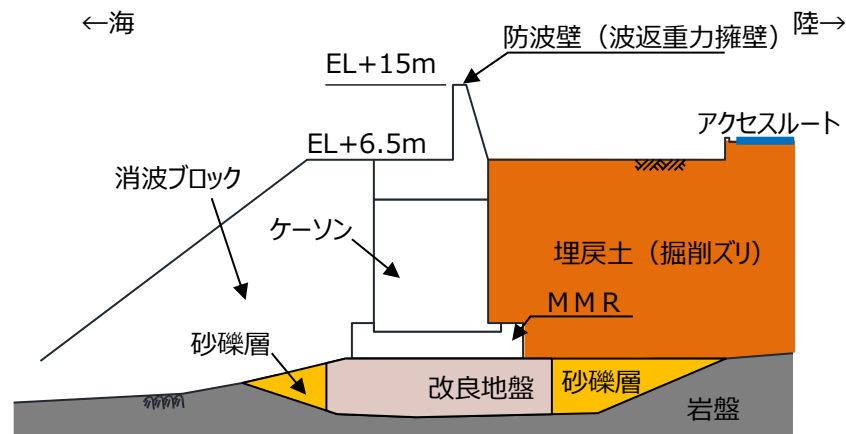 ←海
陸→
防波壁（波返重力擁壁）
EL+15m
アクセスルート
EL+6.5m
消波ブロック
ケーソン
埋戻土（掘削ズリ）
ＭＭＲ
砂礫層
改良地盤
砂礫層
岩盤